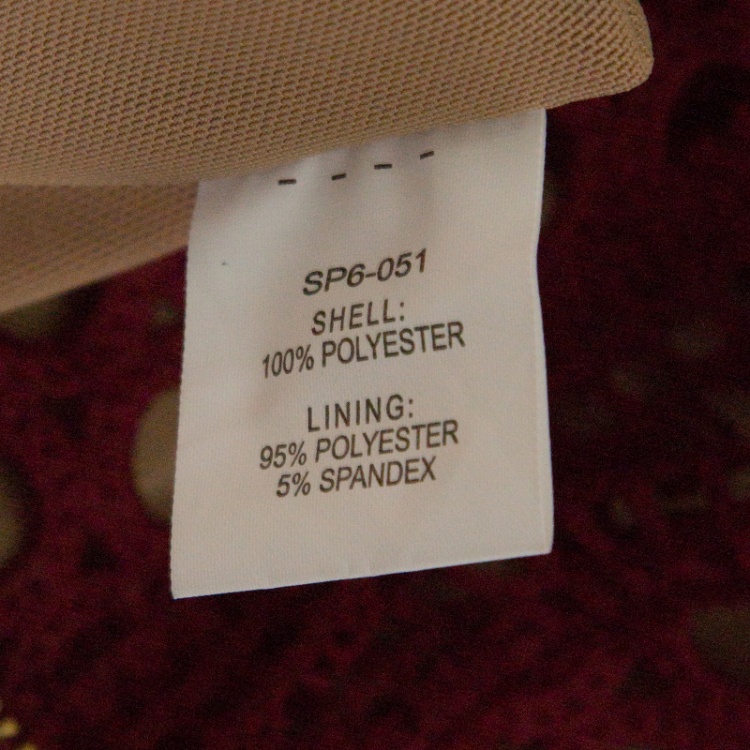 - - - -
SP6-051
SHELL:
100% POLYESTER
LINING:
95% POLYESTER
5% SPANDEX